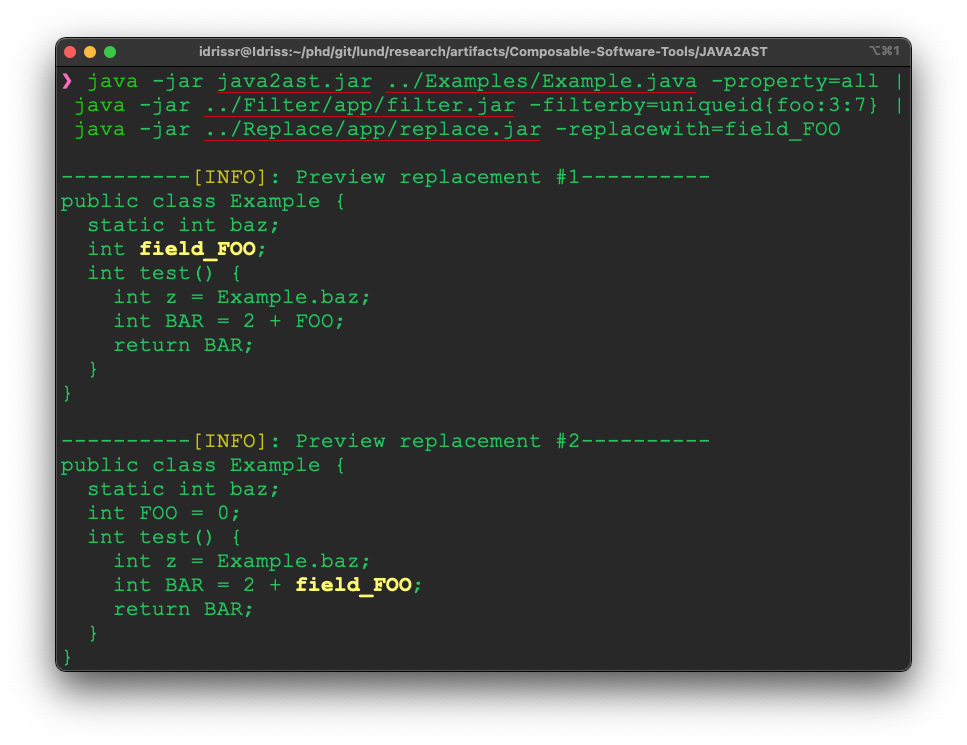 idrissr@Idriss:~/phd/git/lund/research/artifacts/Composable-Software-Tools/JAVA2AST ⌥⌘1
❯ java -jar java2ast.jar ../Examples/Example.java -property=all |
java -jar ../Filter/app/filter.jar -filterby=uniqueid{foo:3:7} |
java -jar ../Replace/app/replace.jar -replacewith=field_FOO
----------[INFO]: Preview replacement #1----------
public class Example {
  static int baz;
  int field_FOO;
  int test() {
    int z = Example.baz;
    int BAR = 2 + FOO;
    return BAR;
  }
}
----------[INFO]: Preview replacement #2----------
public class Example {
  static int baz;
  int FOO = 0;
  int test() {
    int z = Example.baz;
    int BAR = 2 + field_FOO;
    return BAR;
  }
}